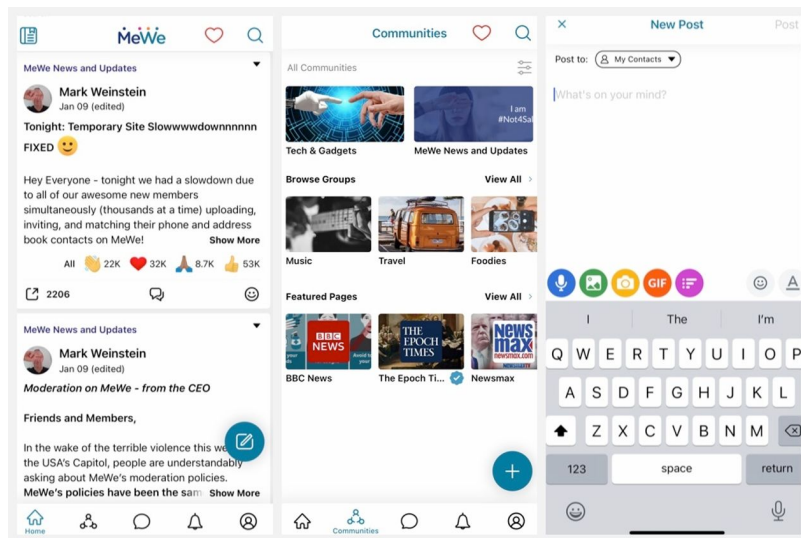 MeWe
MeWe News and Updates
Mark Weinstein
Jan 09 (edited)
Tonight: Temporary Site Slowwwwdownnnnnn
FIXED
Hey Everyone - tonight we had a slowdown due
to all of our awesome new members
simultaneously (thousands at a time) uploading,
inviting, and matching their phone and address
book contacts on MeWe!
Show More
All 22K 32K 8.7K 53K
2206
MeWe News and Updates
Mark Weinstein
Jan 09 (edited)
Moderation on MeWe - from the CEO
Friends and Members,
In the wake of the terrible violence this we
the USA's Capitol, people are understandably
asking about MeWe's moderation policies.
MeWe's policies have been the sam Show More
Home
Communities
All Communities
I am
#Not4Sal
Tech & Gadgets
MeWe News and Updates
Browse Groups
View All
Music
Travel
Foodies
Featured Pages
View All
BBC
NEWS
THE
EPOCH
TIMES
News
max
newsmax.com
BBC News
The Epoch Ti...
Newsmax
Communities
New Post
Post
Post to: My Contacts
What's on your mind?
GIF
A
I The I'm
Q W E R T Y U I O P
A S D F G H J K L
Z X C V B N M
123 space return